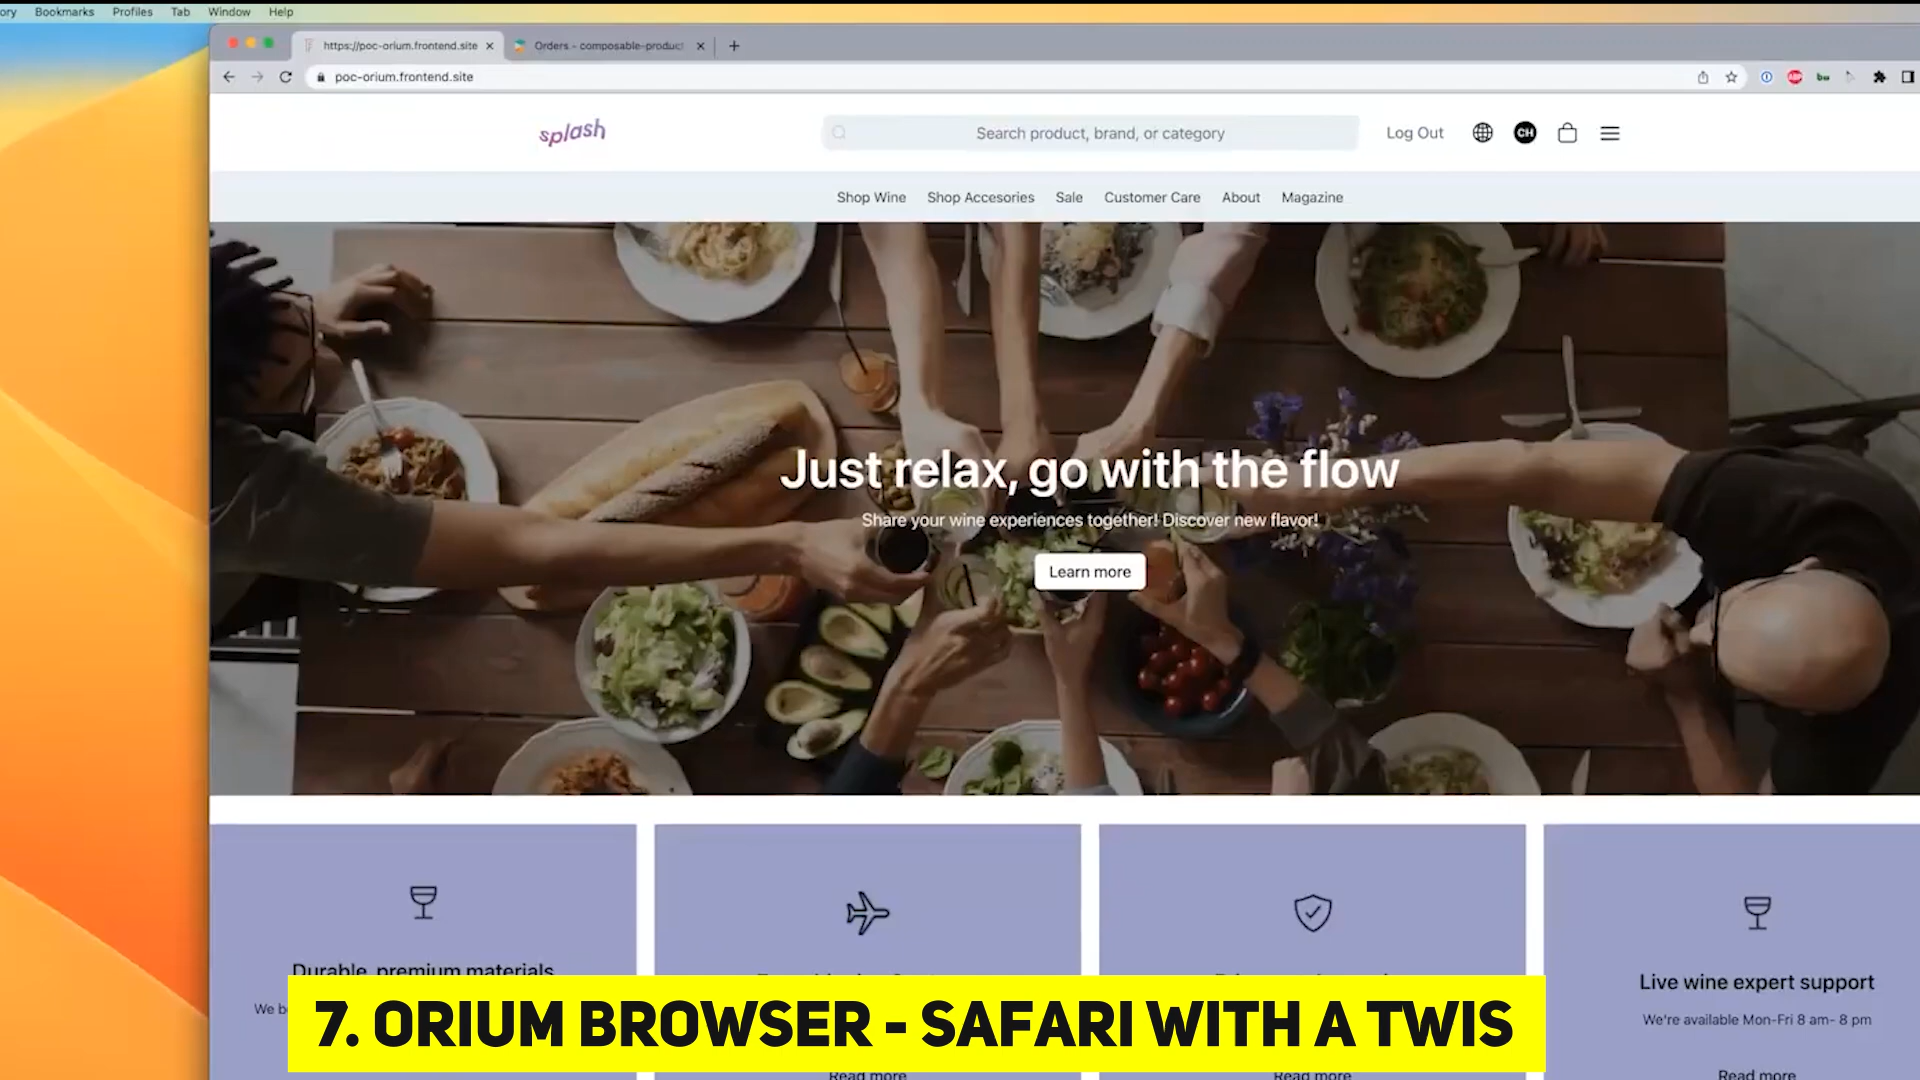 ory Bookmarks Profiles Tab Window Help
https://poc-orium.frontend.site
Orders - composable-product
poc-orium.frontend.site
ABP
bw
splash
Search product, brand, or category
Log Out
CH
Shop Wine
Shop Accesories
Sale
Customer Care
About
Magazine
Just relax, go with the flow
Share your wine experiences together! Discover new flavor!
Learn more
Durable, premium materials
Live wine expert support
We b
We're available Mon-Fri 8 am- 8 pm
7. ORIUM BROWSER - SAFARI WITH A TWIS
Read more
Read more
Read more